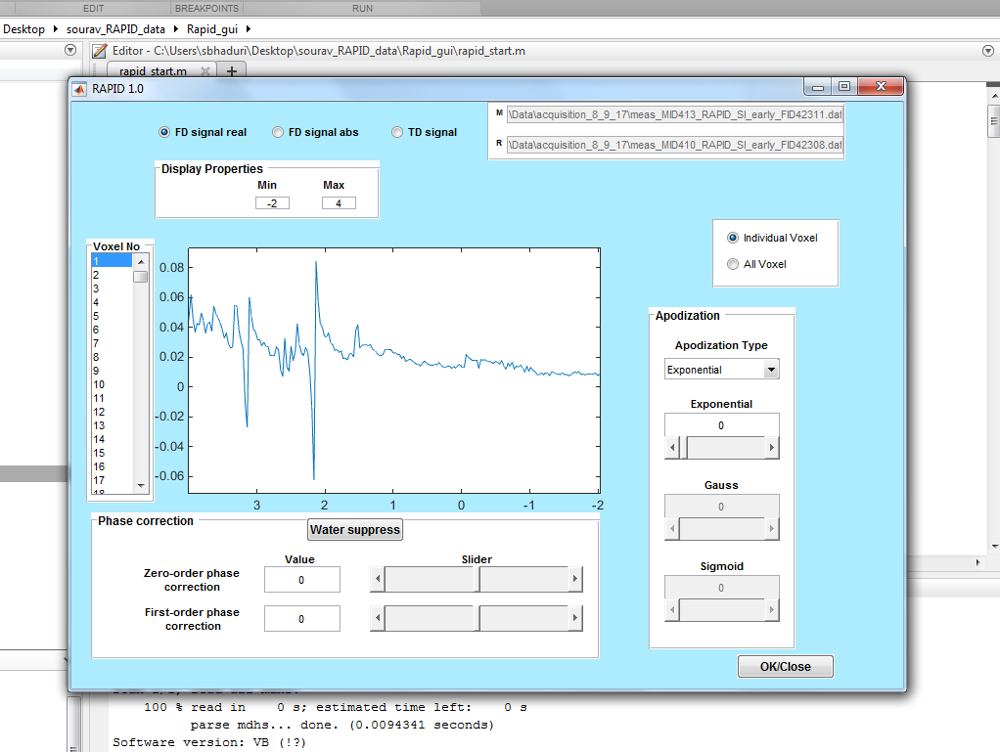 EDIT BREAKPOINTS RUN
Desktop sourav_RAPID_data Rapid_gui
Editor - C:\Users\sbhaduri\Desktop\sourav_RAPID_data\Rapid_gui\rapid_start.m
rapid_start.m
RAPID 1.0
M \Data\acquisition_8_9_17\meas_MID413_RAPID_SI_early_FID42311.dat
FD signal real FD signal abs TD signal
R \Data\acquisition_8_9_17\meas_MID410_RAPID_SI_early_FID42308.dat
Display Properties
Min Max
-2 4
Individual Voxel
All Voxel
Voxel No
1
2
3
4
5
6
7
8
9
10
11
12
13
14
15
16
17
18
0.08
0.06
0.04
0.02
0
-0.02
-0.04
-0.06
3 2 1 0 -1 -2
Apodization
Apodization Type
Exponential
Exponential
0
Gauss
0
Sigmoid
0
Phase correction
Water suppress
Value Slider
Zero-order phase
correction
0
First-order phase
correction
0
OK/Close
100 % read in 0 s; estimated time left: 0 s
parse mdhs... done. (0.0094341 seconds)
Software version: VB (!?)